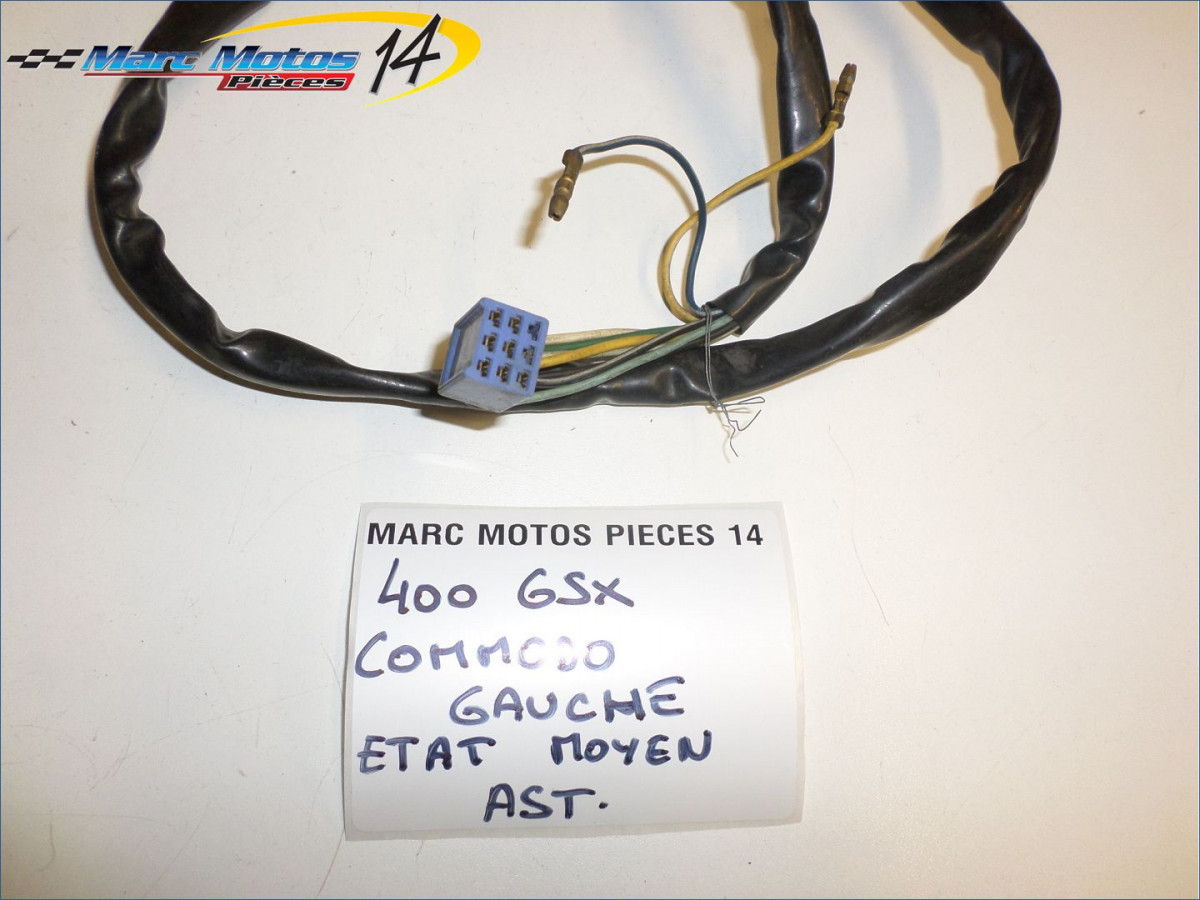 Marc Motos 14
Pièces
MARC MOTOS PIECES 14
400 GSX
COMMODO
GAUCHE
ETAT MOYEN
AST.